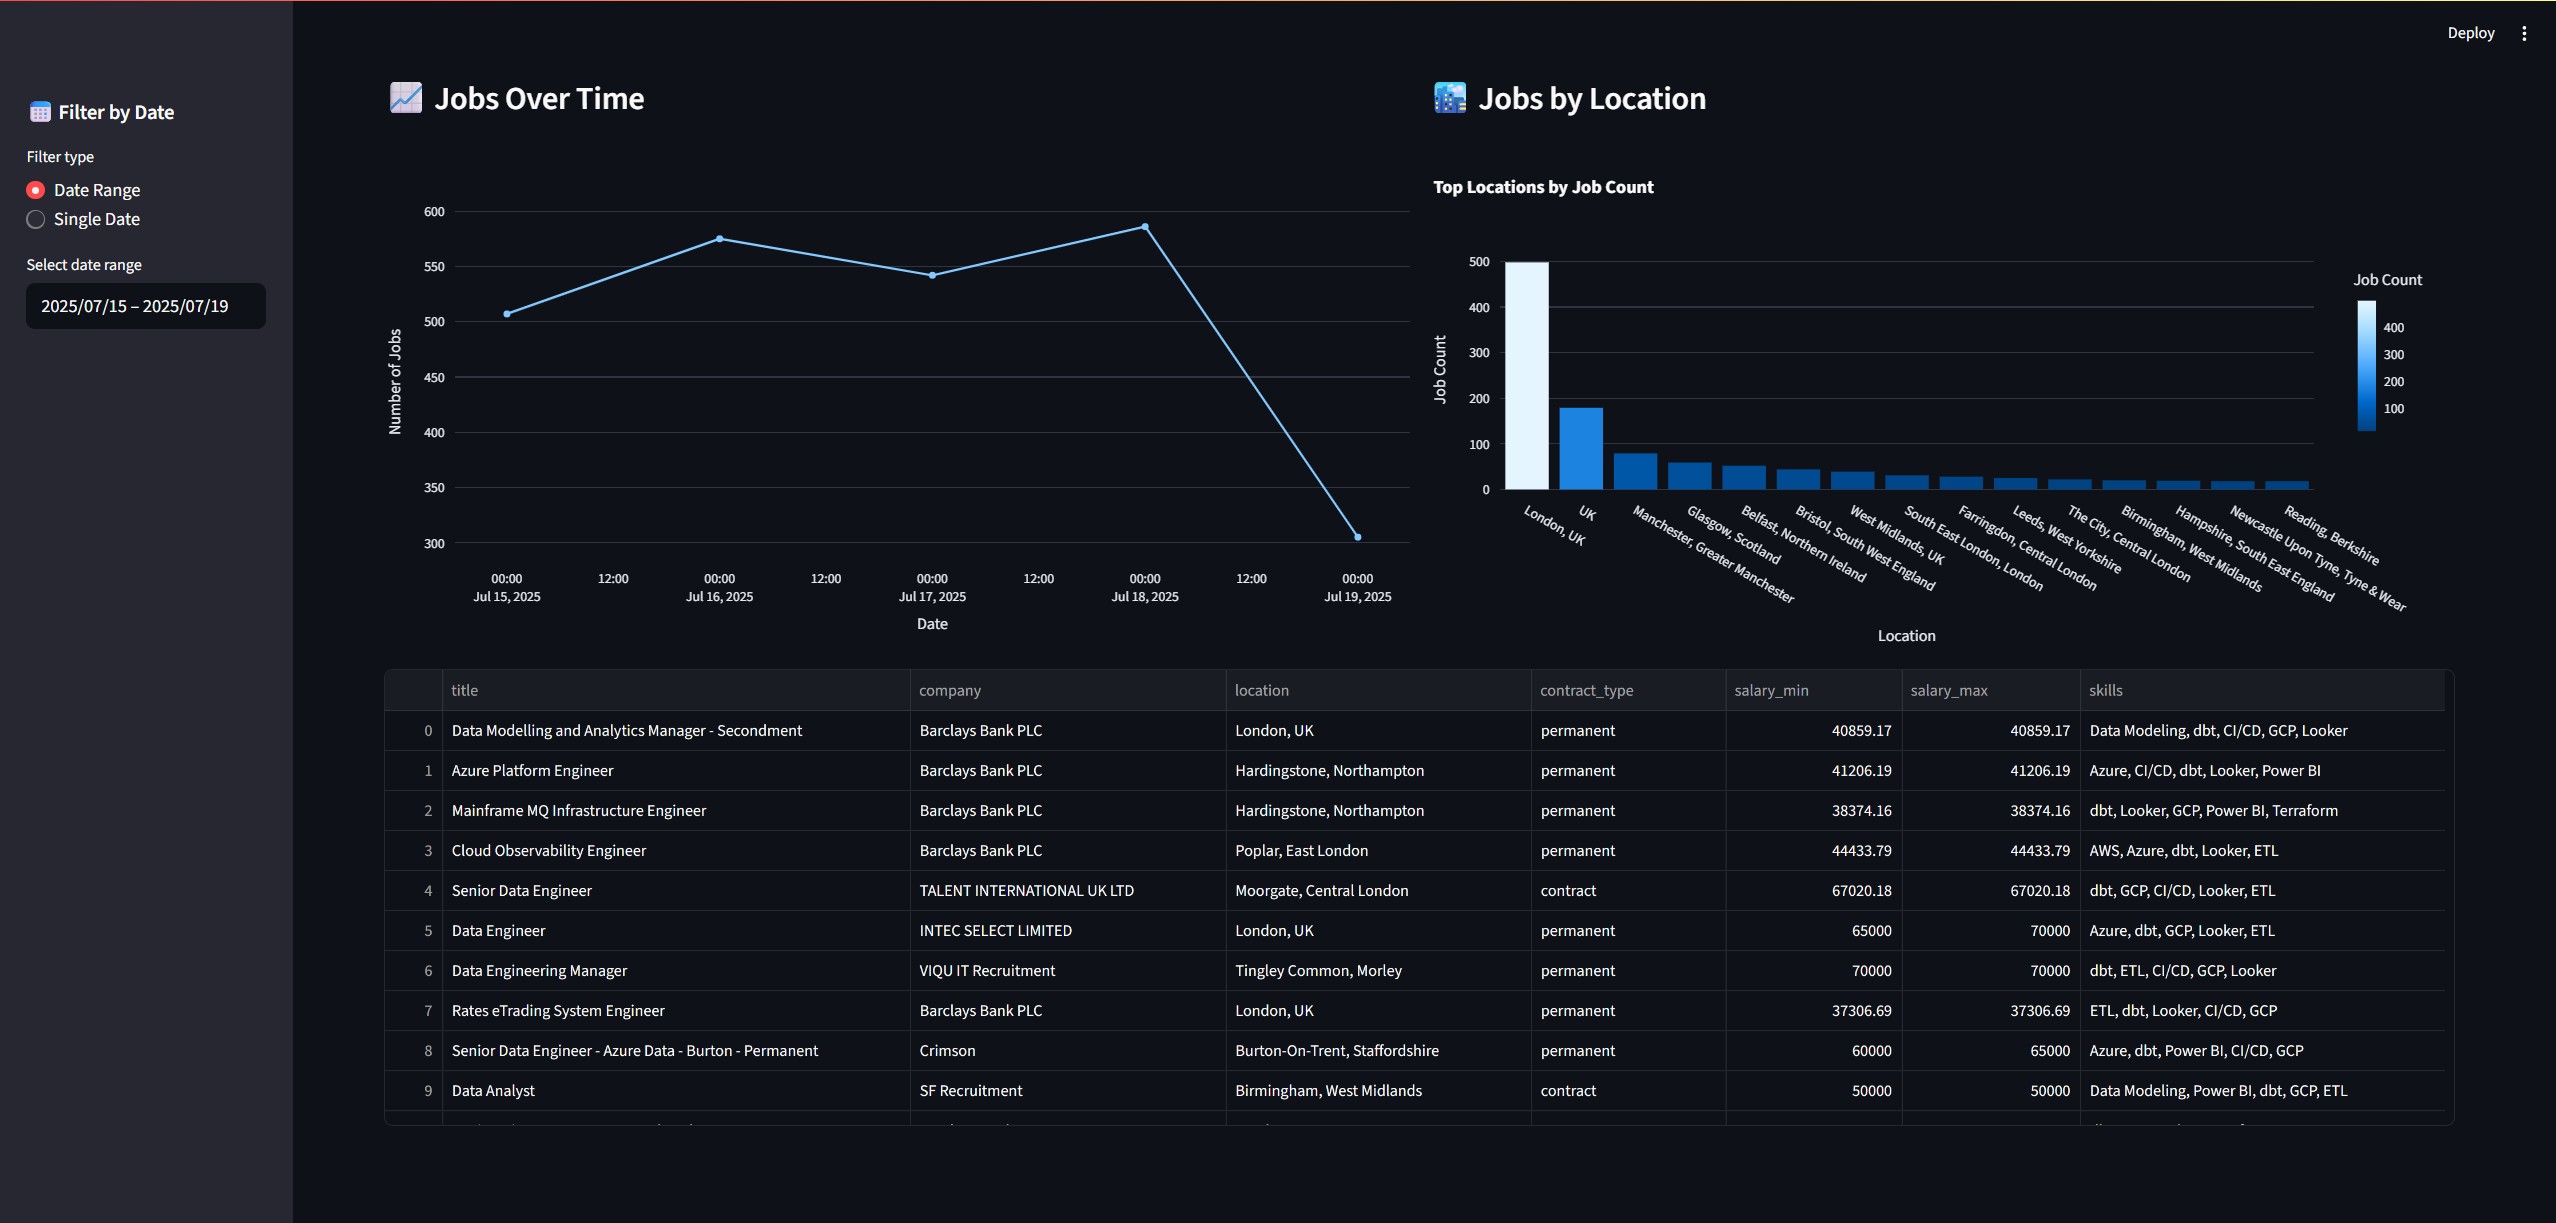 Deploy
Filter by Date
Filter type
Date Range
Single Date
Select date range
2025/07/15 – 2025/07/19
Jobs Over Time
Number of Jobs
600
550
500
450
400
350
300
00:00 12:00 00:00 12:00 00:00 12:00 00:00 12:00 00:00
Jul 15, 2025 Jul 16, 2025 Jul 17, 2025 Jul 18, 2025 Jul 19, 2025
Date
Jobs by Location
Top Locations by Job Count
Job Count
500
400
300
200
100
0
London, UK
UK
Manchester, Greater Manchester
Glasgow, Scotland
Belfast, Northern Ireland
Bristol, South West England
West Midlands, UK
South East London, London
Farringdon, Central London
Leeds, West Yorkshire
The City, Central London
Birmingham, West Midlands
Hampshire, South East England
Newcastle Upon Tyne, Tyne & Wear
Reading, Berkshire
Location
Job Count
400
300
200
100
title company location contract_type salary_min salary_max skills
0 Data Modelling and Analytics Manager - Secondment Barclays Bank PLC London, UK permanent 40859.17 40859.17 Data Modeling, dbt, CI/CD, GCP, Looker
1 Azure Platform Engineer Barclays Bank PLC Hardingstone, Northampton permanent 41206.19 41206.19 Azure, CI/CD, dbt, Looker, Power BI
2 Mainframe MQ Infrastructure Engineer Barclays Bank PLC Hardingstone, Northampton permanent 38374.16 38374.16 dbt, Looker, GCP, Power BI, Terraform
3 Cloud Observability Engineer Barclays Bank PLC Poplar, East London permanent 44433.79 44433.79 AWS, Azure, dbt, Looker, ETL
4 Senior Data Engineer TALENT INTERNATIONAL UK LTD Moorgate, Central London contract 67020.18 67020.18 dbt, GCP, CI/CD, Looker, ETL
5 Data Engineer INTEC SELECT LIMITED London, UK permanent 65000 70000 Azure, dbt, GCP, Looker, ETL
6 Data Engineering Manager VIQU IT Recruitment Tingley Common, Morley permanent 70000 70000 dbt, ETL, CI/CD, GCP, Looker
7 Rates eTrading System Engineer Barclays Bank PLC London, UK permanent 37306.69 37306.69 ETL, dbt, Looker, CI/CD, GCP
8 Senior Data Engineer - Azure Data - Burton - Permanent Crimson Burton-On-Trent, Staffordshire permanent 60000 65000 Azure, dbt, Power BI, CI/CD, GCP
9 Data Analyst SF Recruitment Birmingham, West Midlands contract 50000 50000 Data Modeling, Power BI, dbt, GCP, ETL